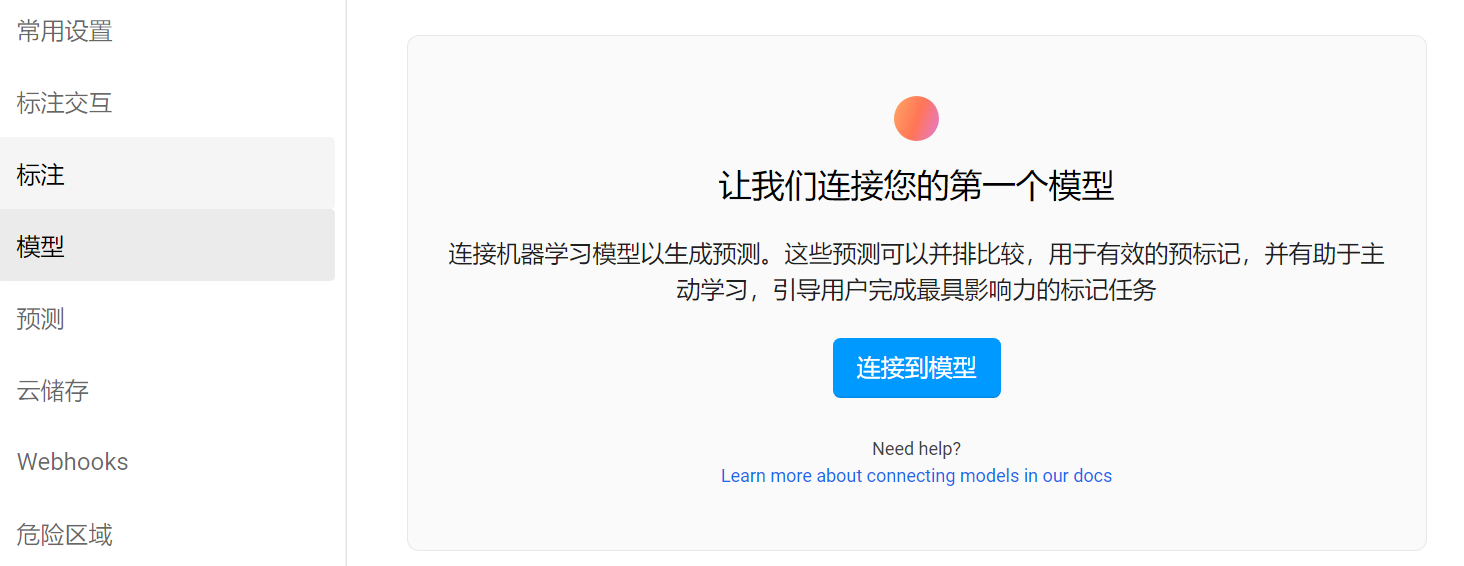 常用设置
标注交互
标注
模型
预测
云储存
Webhooks
危险区域
让我们连接您的第一个模型
连接机器学习模型以生成预测。这些预测可以并排比较，用于有效的预标记，并有助于主
动学习，引导用户完成最具影响力的标记任务
连接到模型
Need help?
Learn more about connecting models in our docs